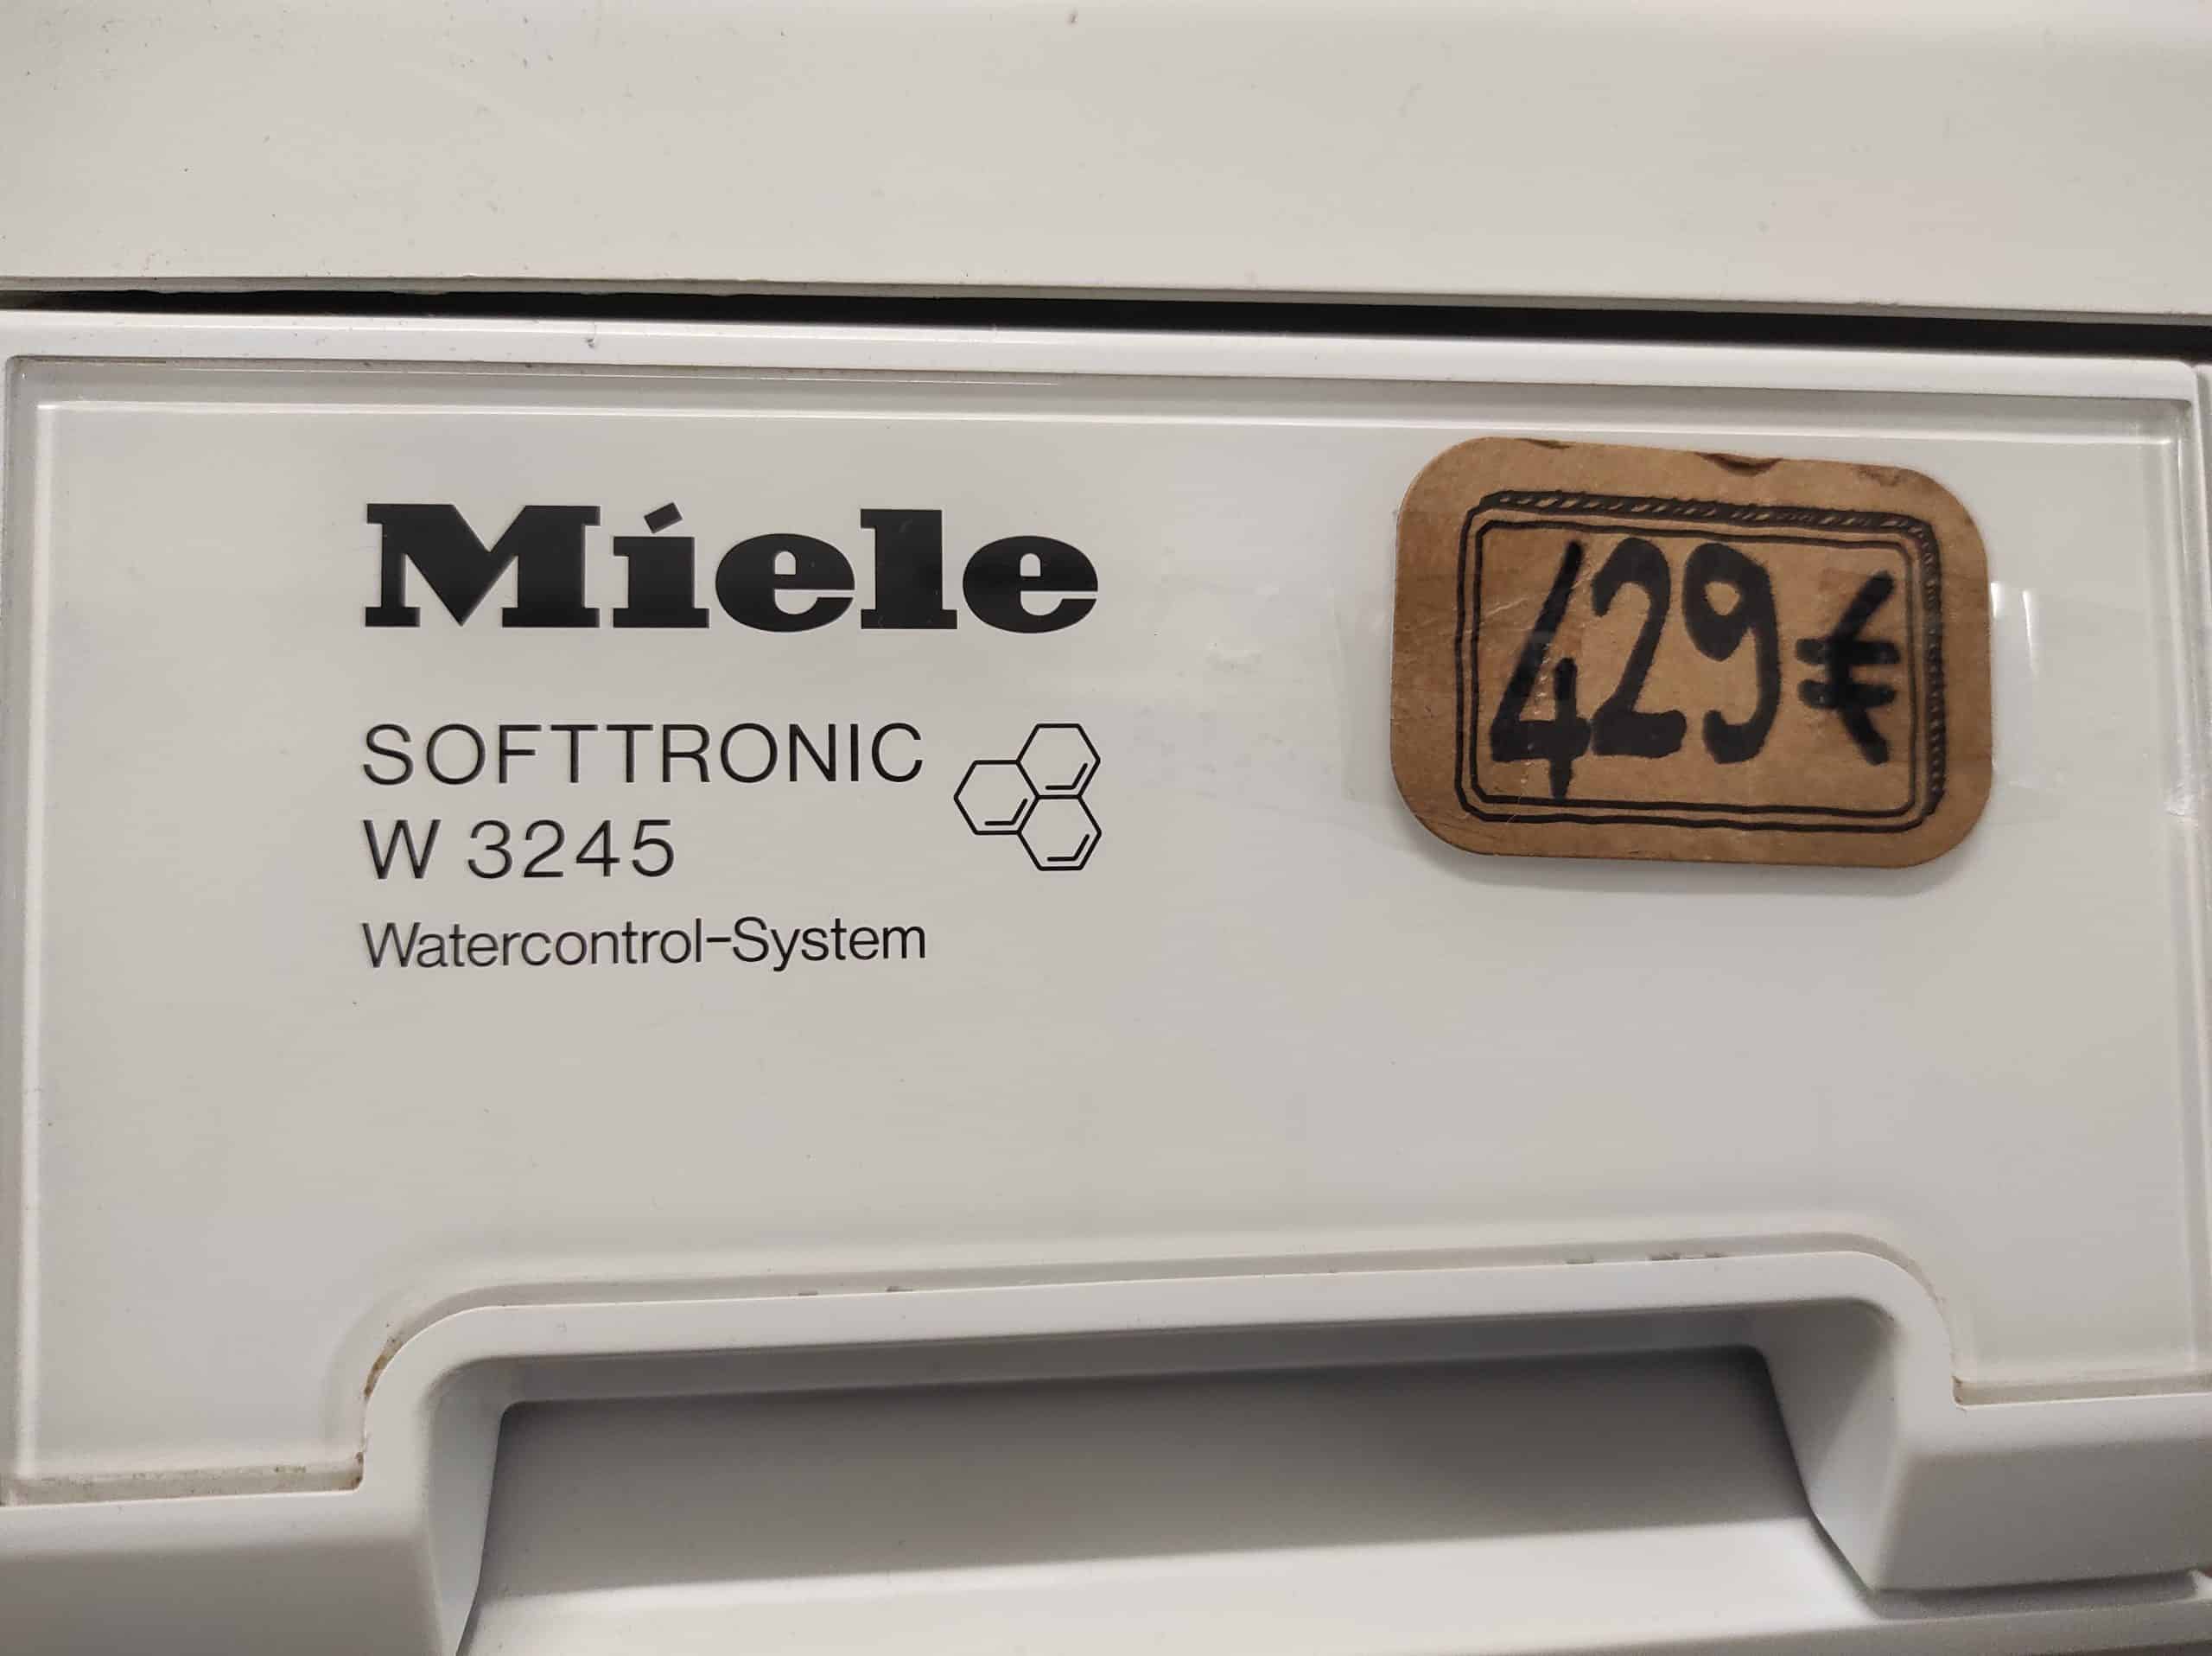 Miele
SOFTTRONIC
W 3245
Watercontrol-System
429€